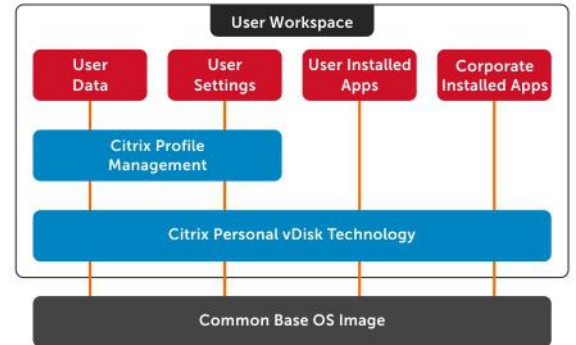 User Workspace
User
Data
User
Settings
User Installed
Apps
Corporate
Installed Apps
Citrix Profile
Management
Citrix Personal vDisk Technology
Common Base OS Image